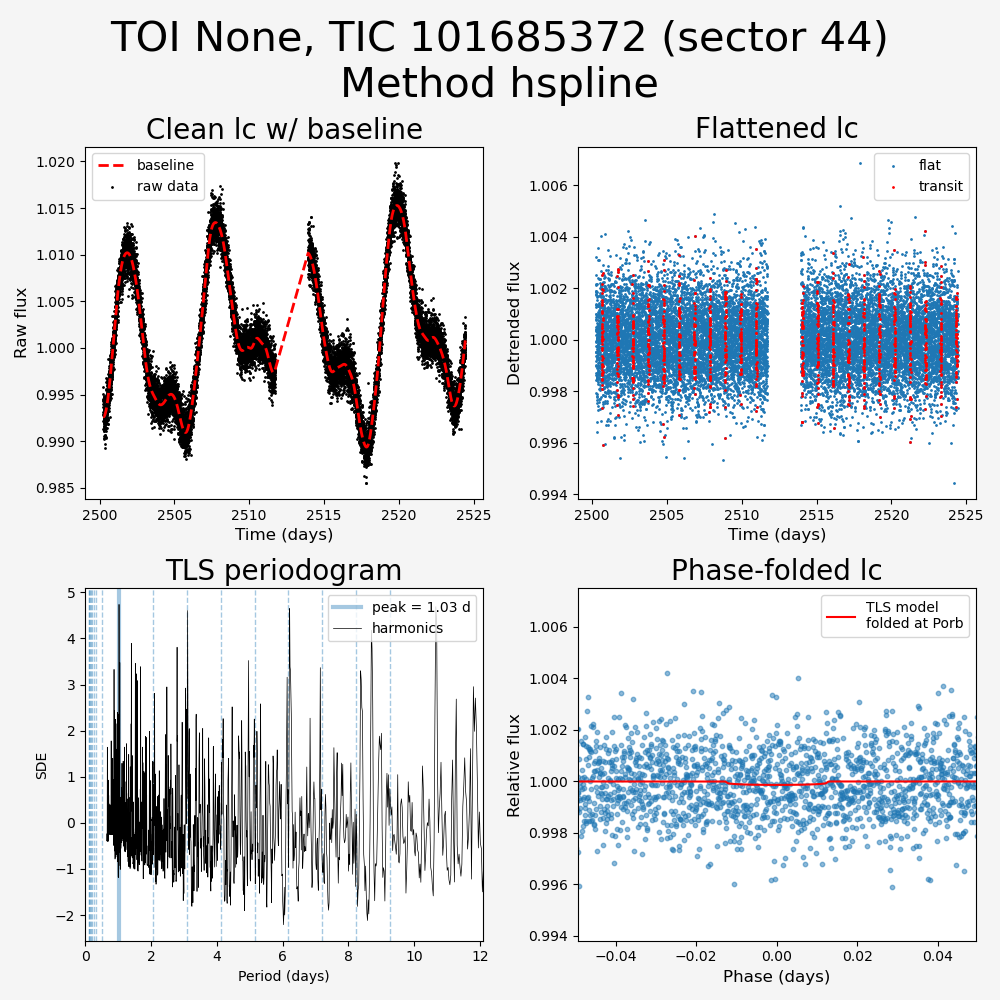 TOI None, TIC 101685372 (sector 44)
Method hspline
Clean lc w/ baseline
baseline
raw data
Raw flux
1.020
1.015
1.010
1.005
1.000
0.995
0.990
0.985
2500 2505 2510 2515 2520 2525
Time (days)
Flattened lc
flat
transit
Detrended flux
1.006
1.004
1.002
1.000
0.998
0.996
0.994
2500 2505 2510 2515 2520 2525
Time (days)
TLS periodogram
peak = 1.03 d
harmonics
SDE
5
4
3
2
1
0
−1
−2
0 2 4 6 8 10 12
Period (days)
Phase-folded lc
TLS model
folded at Porb
Relative flux
1.006
1.004
1.002
1.000
0.998
0.996
0.994
−0.04 −0.02 0.00 0.02 0.04
Phase (days)